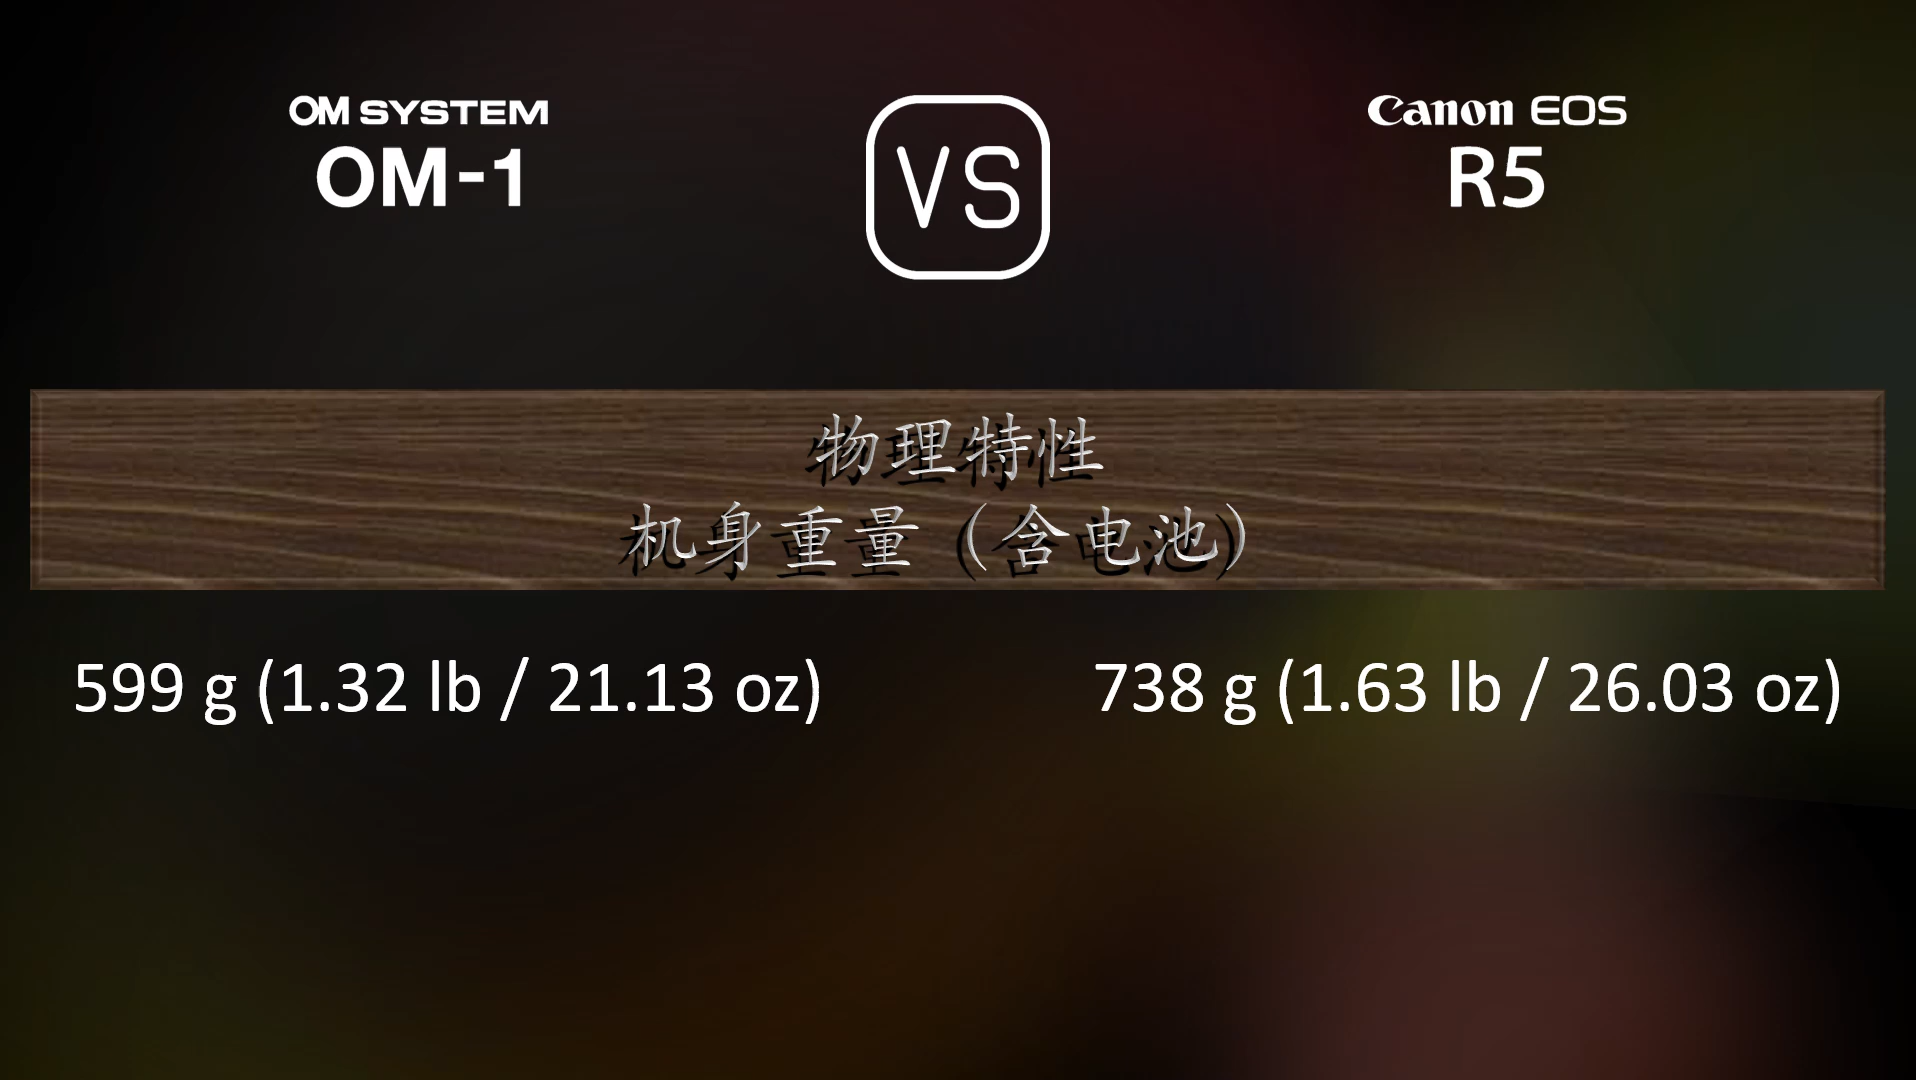 OM SYSTEM
OM-1
VS
Canon EOS
R5
物理特性
机身重量（含电池）
599 g (1.32 lb / 21.13 oz)
738 g (1.63 lb / 26.03 oz)